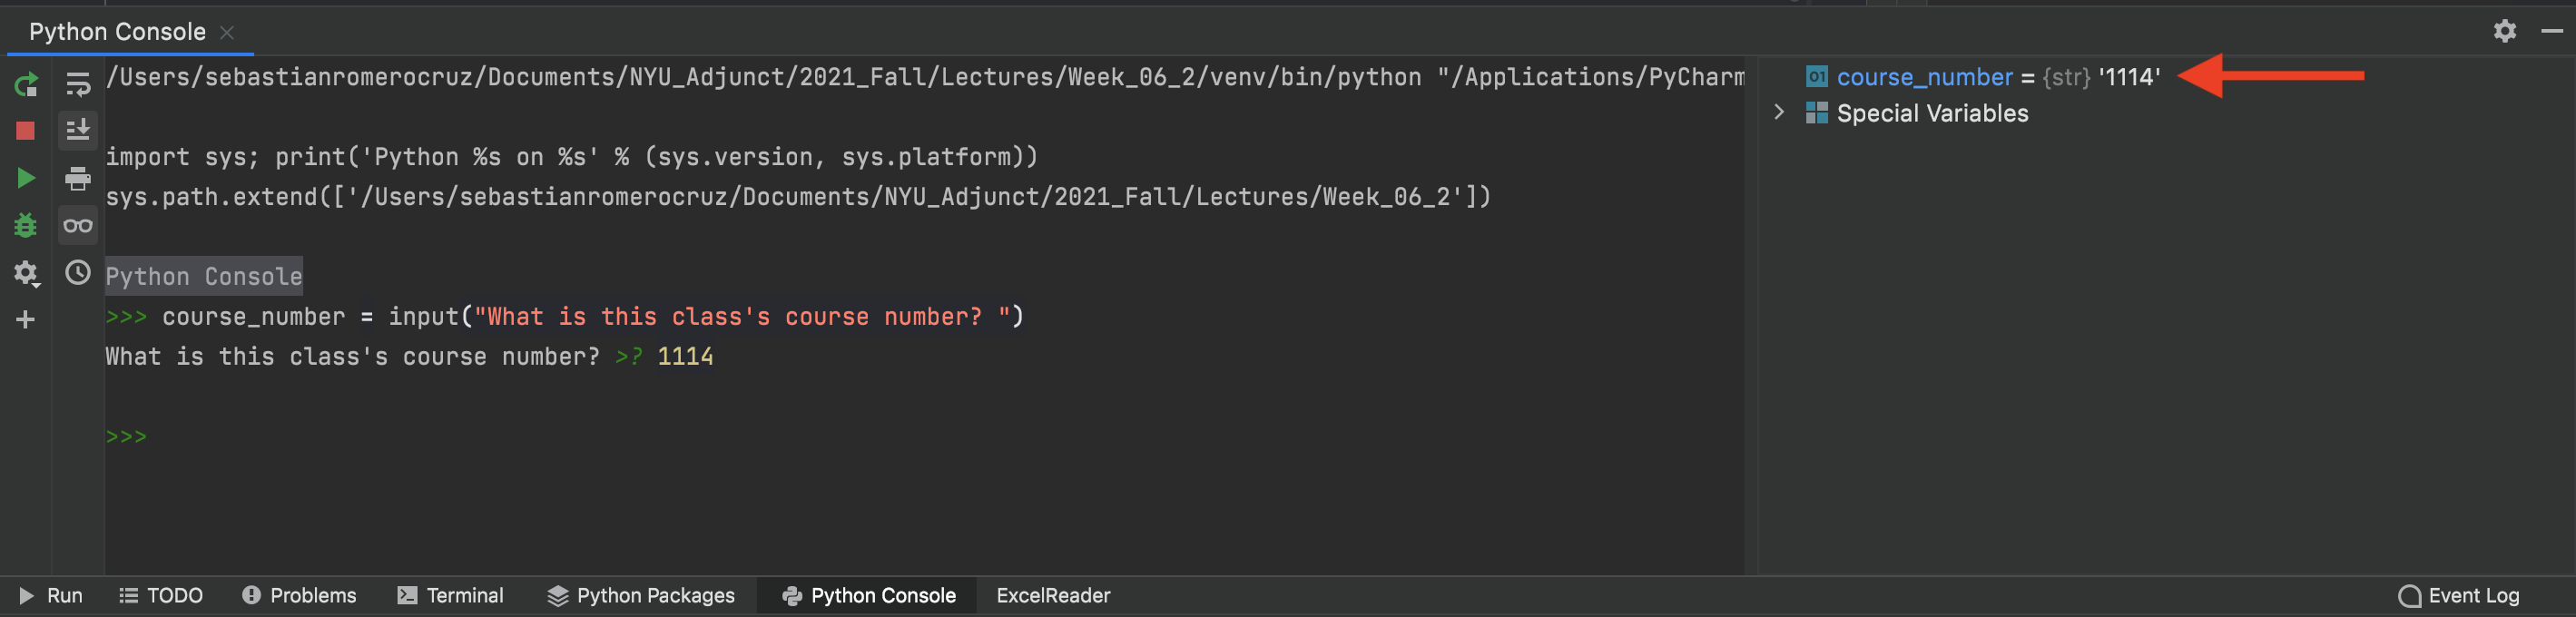 Python Console
/Users/sebastianromerocruz/Documents/NYU_Adjunct/2021_Fall/Lectures/Week_06_2/venv/bin/python "/Applications/PyCharm
import sys; print('Python %s on %s' % (sys.version, sys.platform))
sys.path.extend(['/Users/sebastianromerocruz/Documents/NYU_Adjunct/2021_Fall/Lectures/Week_06_2'])
Python Console
>>> course_number = input("What is this class's course number? ")
What is this class's course number? >? 1114
>>>
01 course_number = {str} '1114'
Special Variables
Run TODO Problems Terminal Python Packages Python Console ExcelReader Event Log